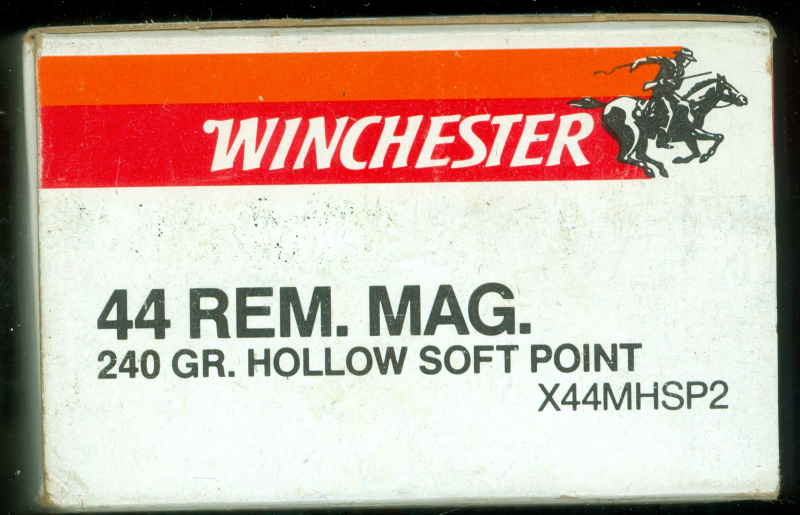 WINCHESTER
44 REM. MAG.
240 GR. HOLLOW SOFT POINT
X44MHSP2